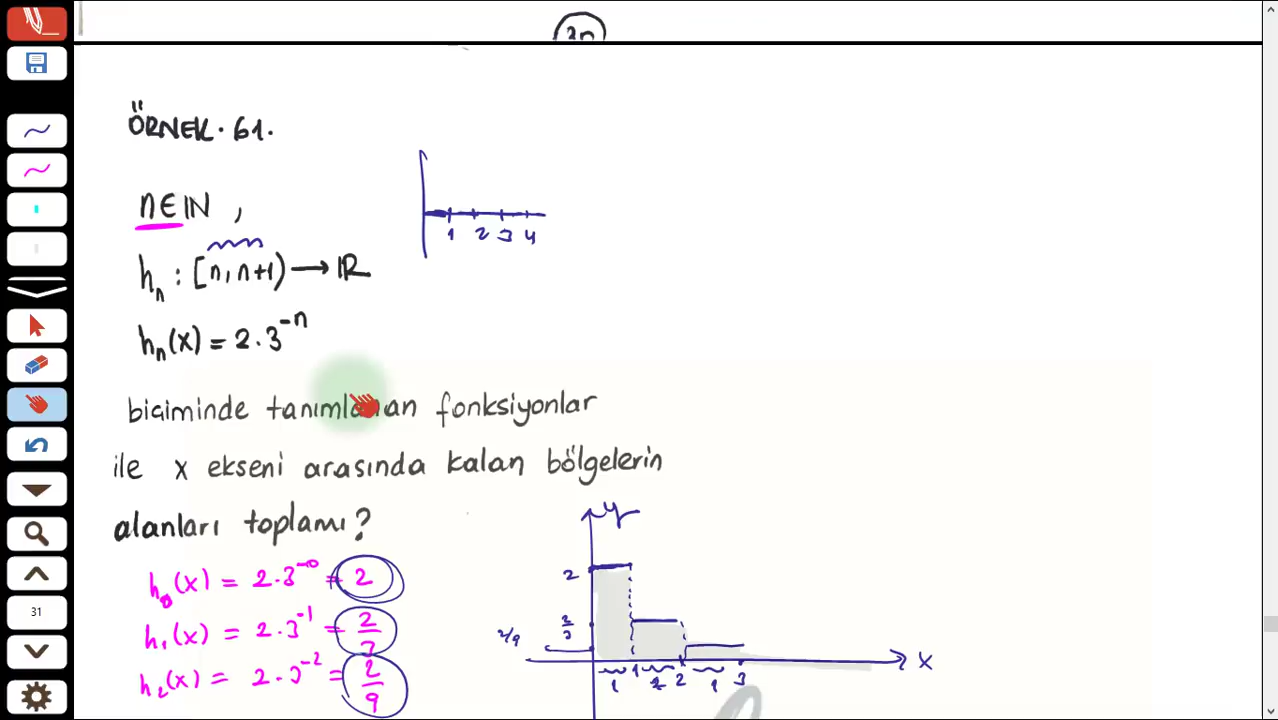 2n
ÖRNEK. 61.
n∈ℕ ,
hₙ : [n, n+1) → ℝ
hₙ(x) = 2.3⁻ⁿ
1 2 3 4
biçiminde tanımlanan fonksiyonlar
ile x ekseni arasında kalan bölgelerin
alanları toplamı?
h₀(x) = 2.3⁻⁰ = 2
h₁(x) = 2.3⁻¹ = 2/3
h₂(x) = 2.3⁻² = 2/9
y
2
2/3
2/9
x
1 1 2 2 1 3
31